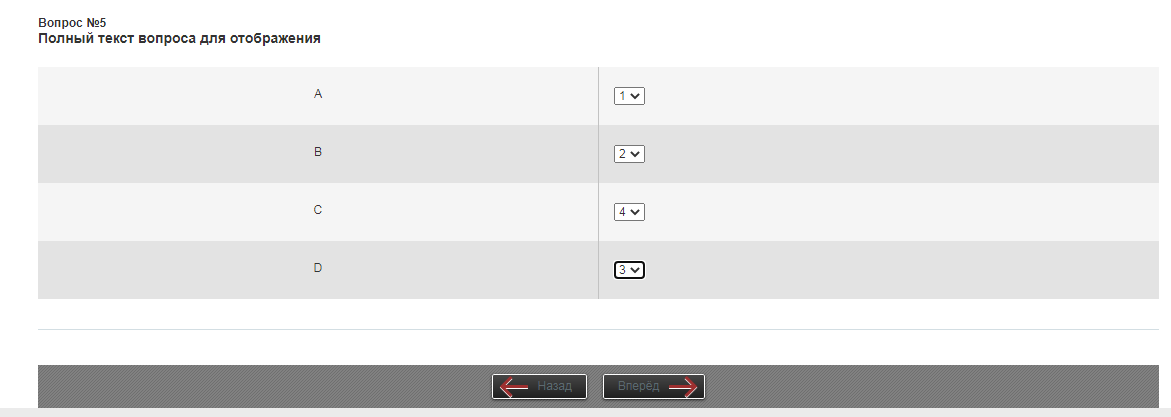 Вопрос №5
Полный текст вопроса для отображения
A 1
B 2
C 4
D 3
Назад Вперёд